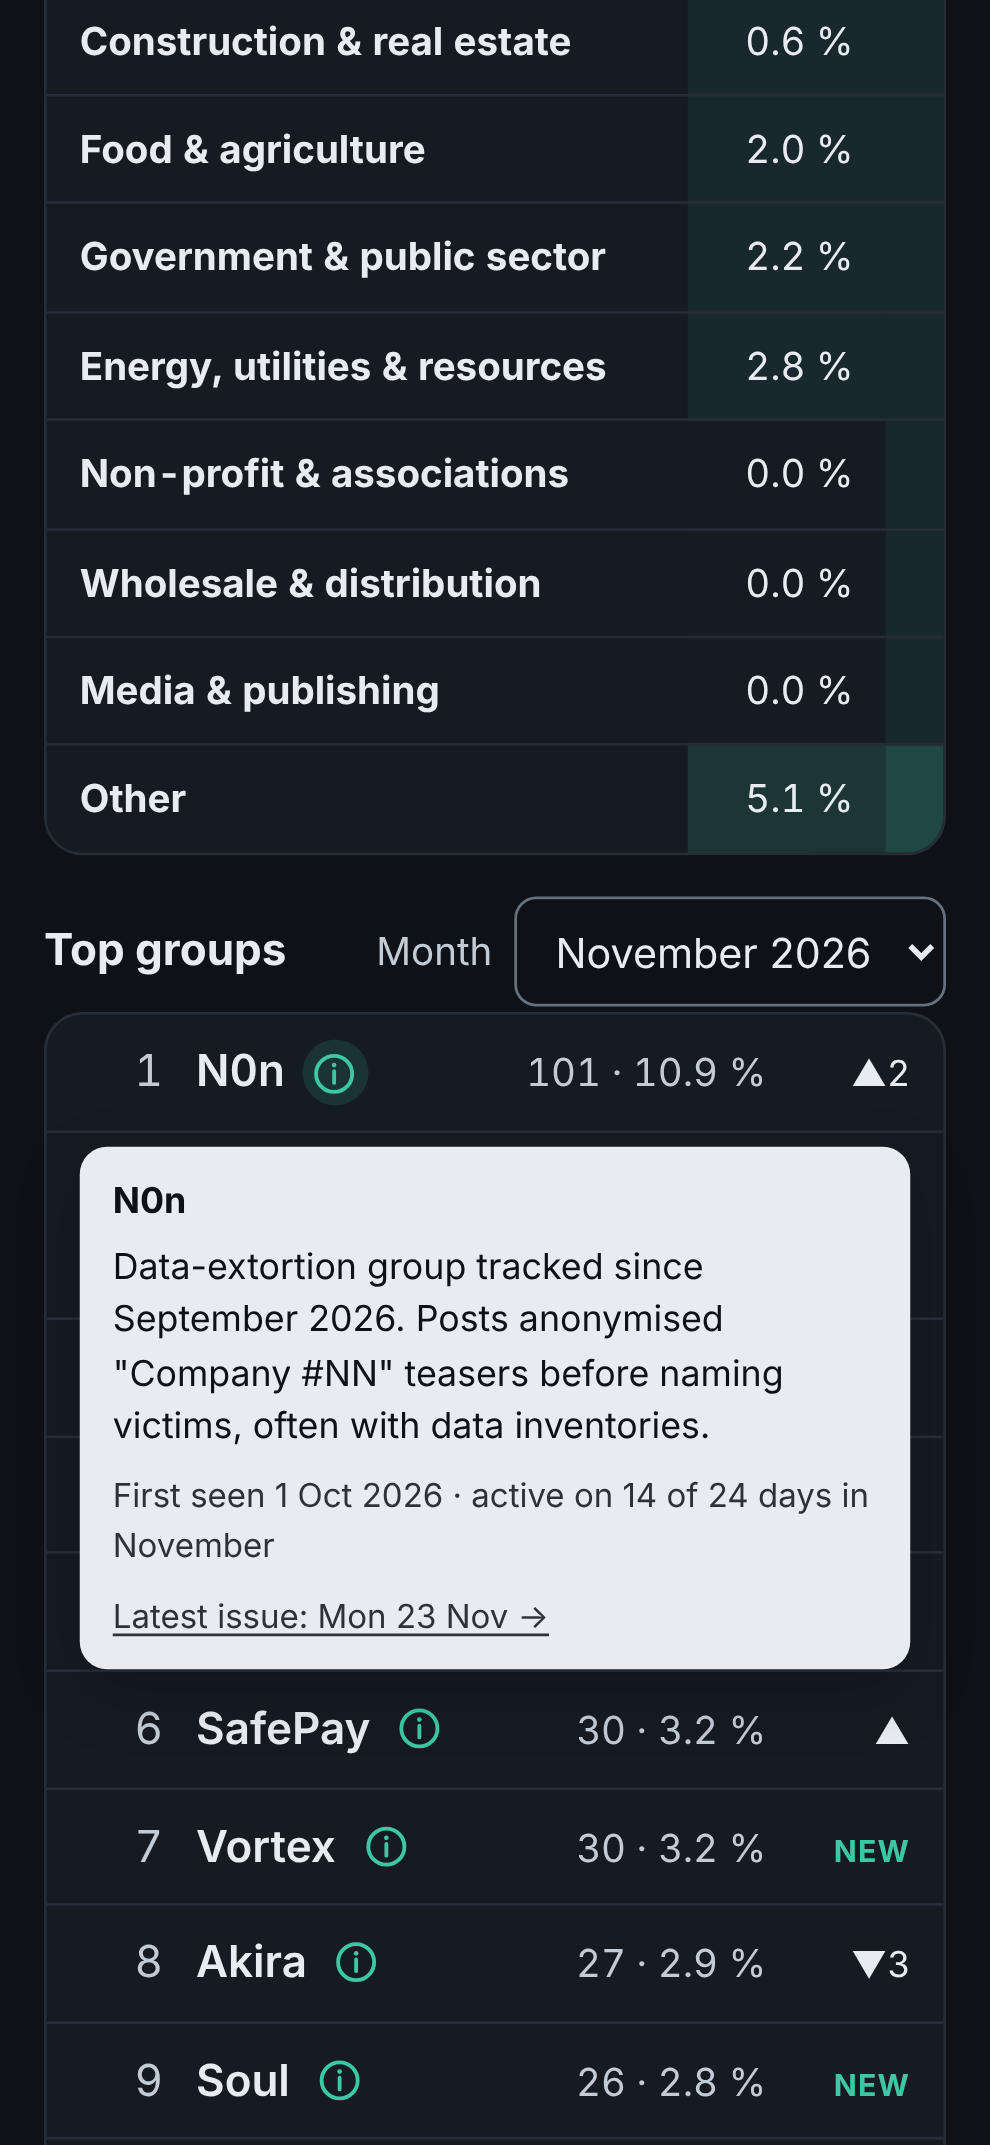 Construction & real estate 0.6 %
Food & agriculture 2.0 %
Government & public sector 2.2 %
Energy, utilities & resources 2.8 %
Non-profit & associations 0.0 %
Wholesale & distribution 0.0 %
Media & publishing 0.0 %
Other 5.1 %
Top groups Month November 2026
1 N0n 101 · 10.9 % ▲2
N0n
Data-extortion group tracked since
September 2026. Posts anonymised
"Company #NN" teasers before naming
victims, often with data inventories.
First seen 1 Oct 2026 · active on 14 of 24 days in
November
Latest issue: Mon 23 Nov →
6 SafePay 30 · 3.2 % ▲
7 Vortex 30 · 3.2 % NEW
8 Akira 27 · 2.9 % ▼3
9 Soul 26 · 2.8 % NEW